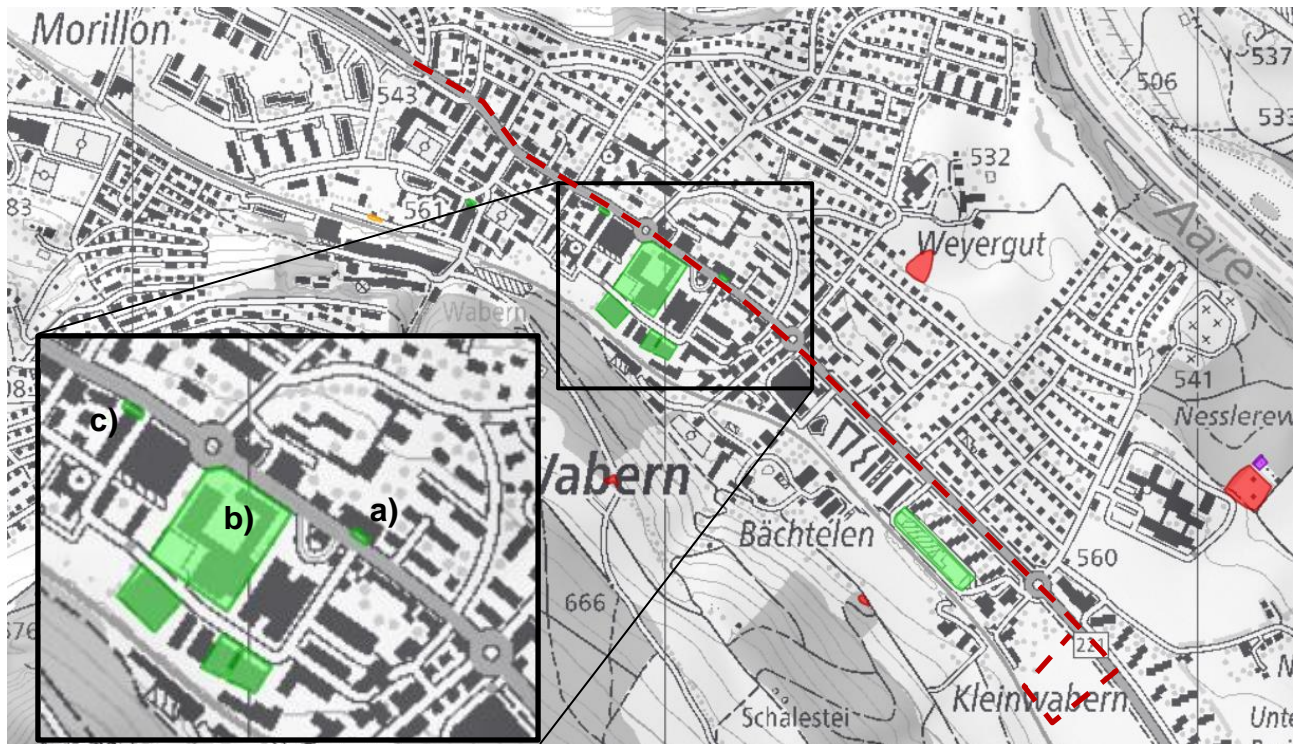 Morillon
543
506
537
533
532
83
561
Weyergut
Aare
Wabern
541
Nesslerew
08
c)
b)
a)
Wabern
Bächtelen
560
666
576
221
Kleinwabern
Schalestei
N
Unte